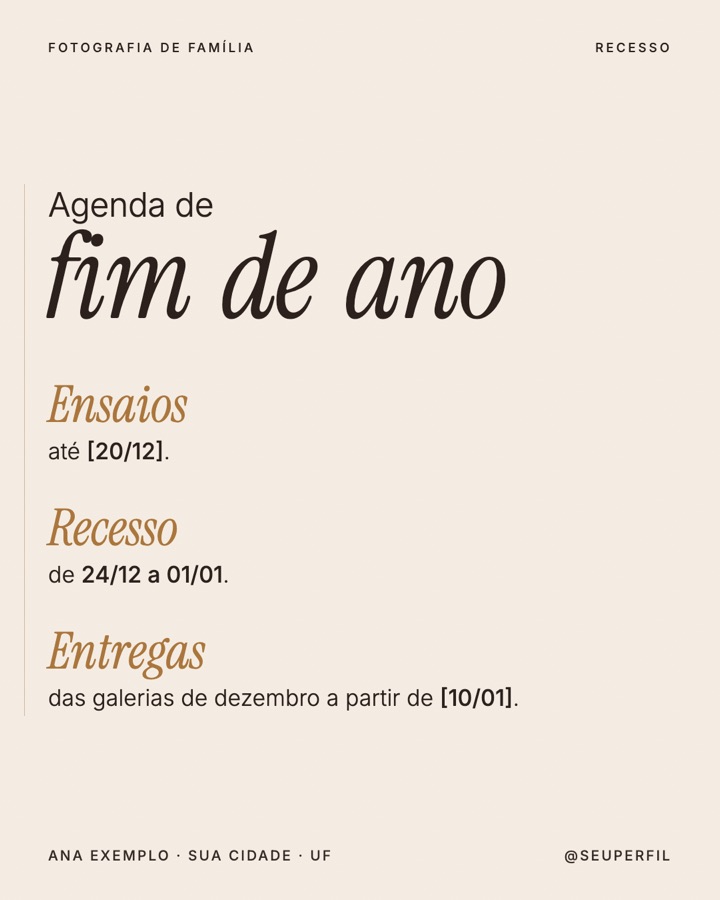 FOTOGRAFIA DE FAMÍLIA
RECESSO
Agenda de
fim de ano
Ensaios
até [20/12].
Recesso
de 24/12 a 01/01.
Entregas
das galerias de dezembro a partir de [10/01].
ANA EXEMPLO · SUA CIDADE · UF
@SEUPERFIL